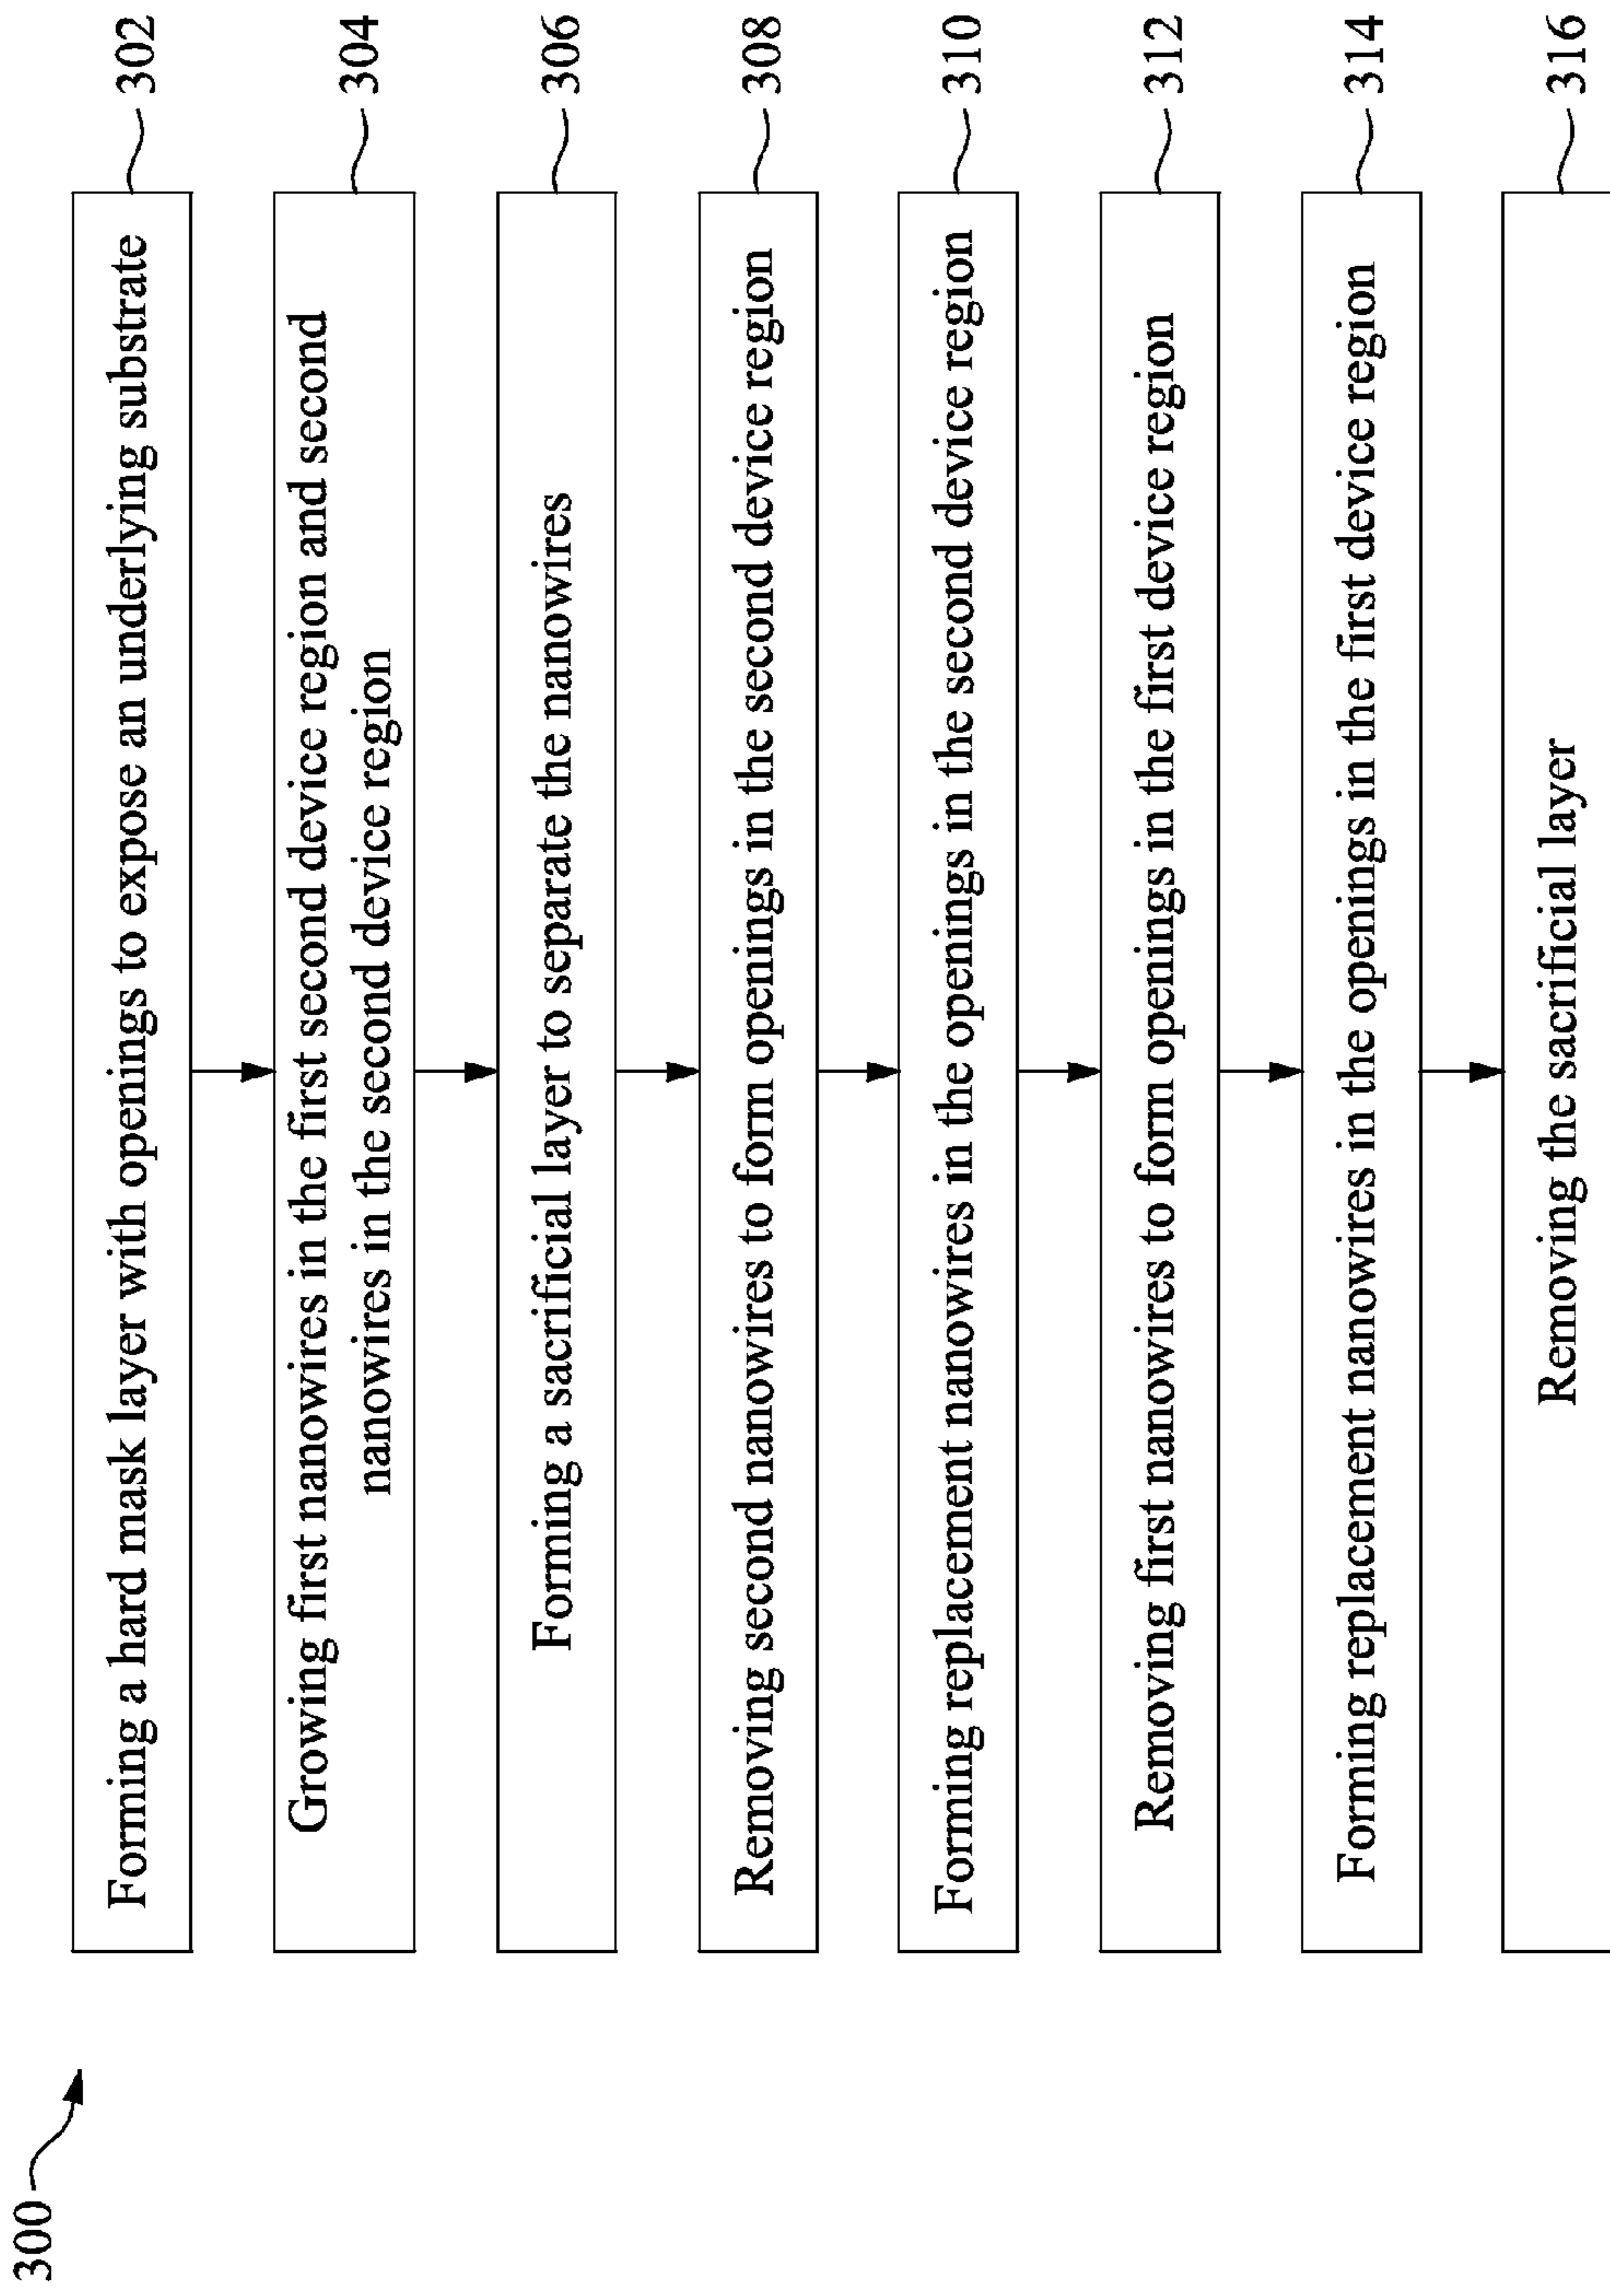 300
Forming a hard mask layer with openings to expose an underlying substrate
302
Growing first nanowires in the first second device region and second
nanowires in the second device region
304
Forming a sacrificial layer to separate the nanowires
306
Removing second nanowires to form openings in the second device region
308
Forming replacement nanowires in the openings in the second device region
310
Removing first nanowires to form openings in the first device region
312
Forming replacement nanowires in the openings in the first device region
314
Removing the sacrificial layer
316